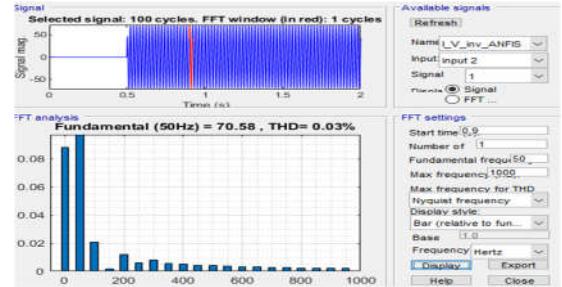 Signal
Selected signal: 100 cycles. FFT window (in red): 1 cycles
Signal mag.
50
0
-50
0 0.5 1 1.5 2
Time (s)
FFT analysis
Fundamental (50Hz) = 70.58 , THD= 0.03%
0.08
0.06
0.04
0.02
0
0 200 400 600 800 1000
Available signals
Refresh
Name I_V_inv_ANFIS
Input: input 2
Signal 1
Signal
FFT ...
FFT settings
Start time 0.9
Number of 1
Fundamental frequ 50
Max frequency 1000
Max frequency for THD
Nyquist frequency
Display style:
Bar (relative to fun...
Base 1.0
Frequency Hertz
Display Export
Help Close